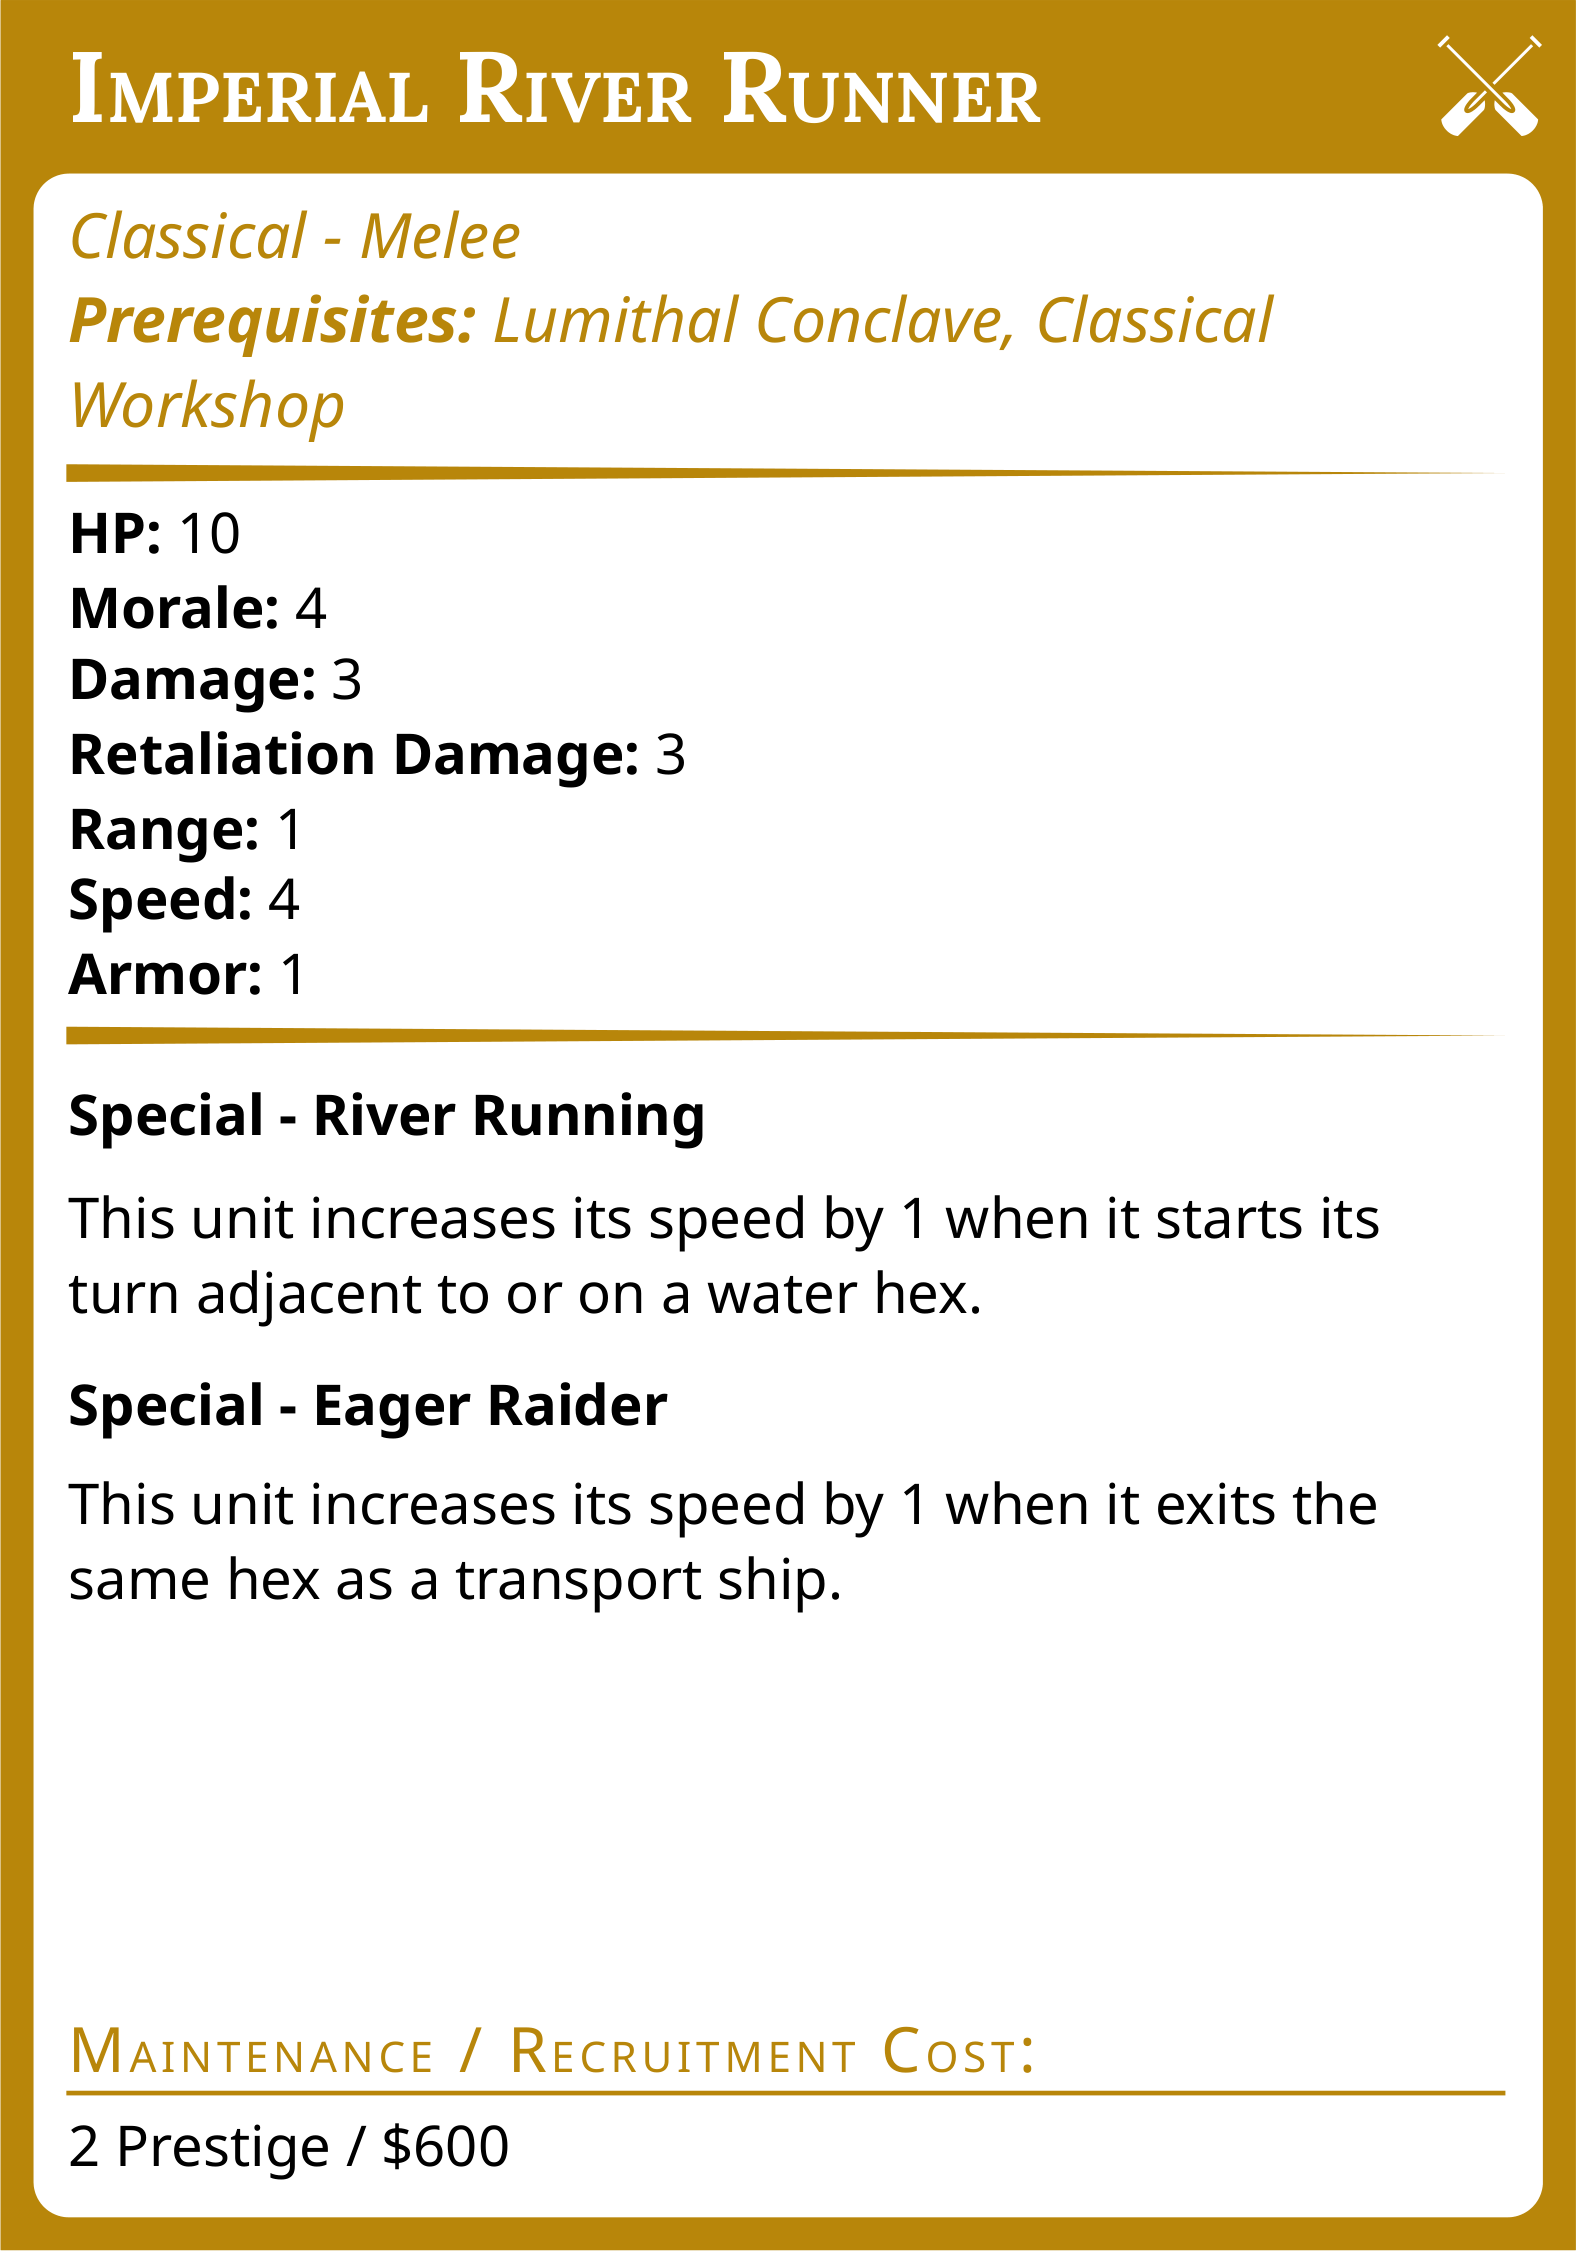 Imperial River Runner
Classical - Melee
Prerequisites: Lumithal Conclave, Classical
Workshop
HP: 10
Morale: 4
Damage: 3
Retaliation Damage: 3
Range: 1
Speed: 4
Armor: 1
Special - River Running
This unit increases its speed by 1 when it starts its
turn adjacent to or on a water hex.
Special - Eager Raider
This unit increases its speed by 1 when it exits the
same hex as a transport ship.
Maintenance / Recruitment Cost:
2 Prestige / $600